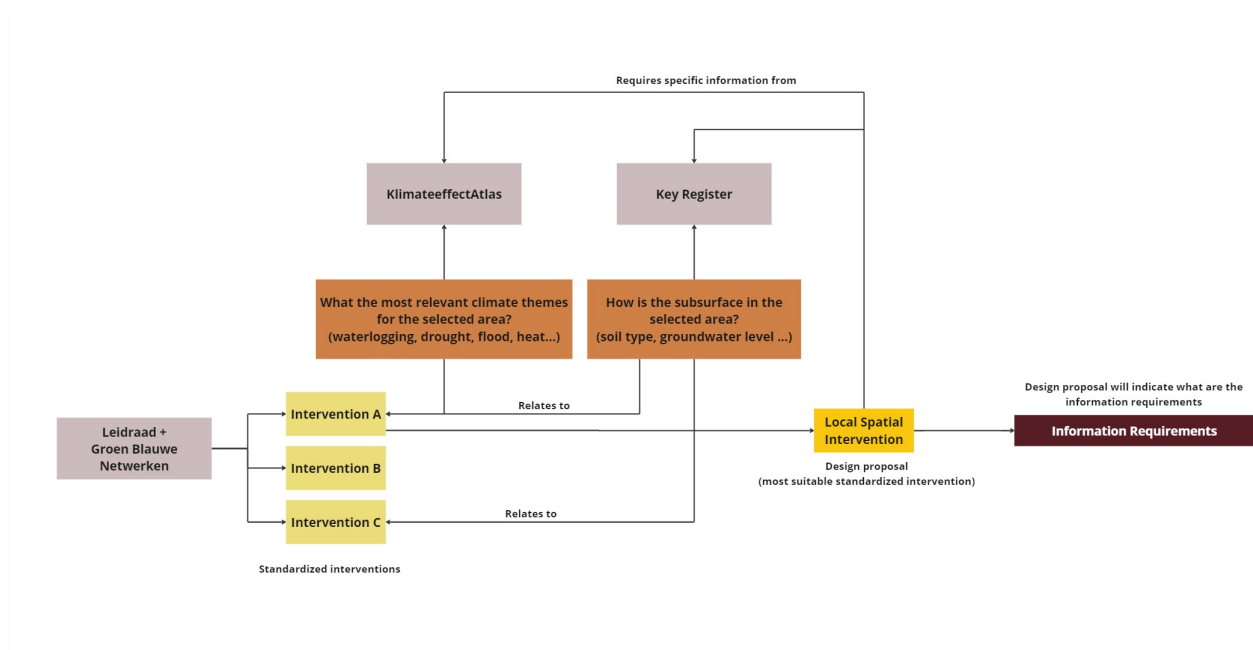 Requires specific information from
KlimateeffectAtlas
Key Register
What the most relevant climate themes
for the selected area?
(waterlogging, drought, flood, heat...)
How is the subsurface in the
selected area?
(soil type, groundwater level ...)
Leidraad +
Groen Blauwe
Netwerken
Intervention A
Intervention B
Intervention C
Standardized interventions
Relates to
Relates to
Local Spatial
Intervention
Design proposal
(most suitable standardized intervention)
Design proposal will indicate what are the
information requirements
Information Requirements